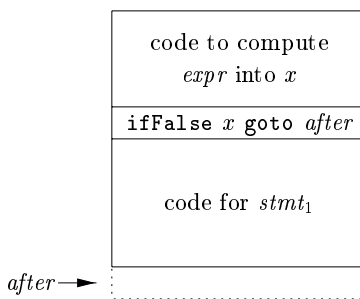 code to compute
expr into x
ifFalse x goto after
code for stmt₁
after